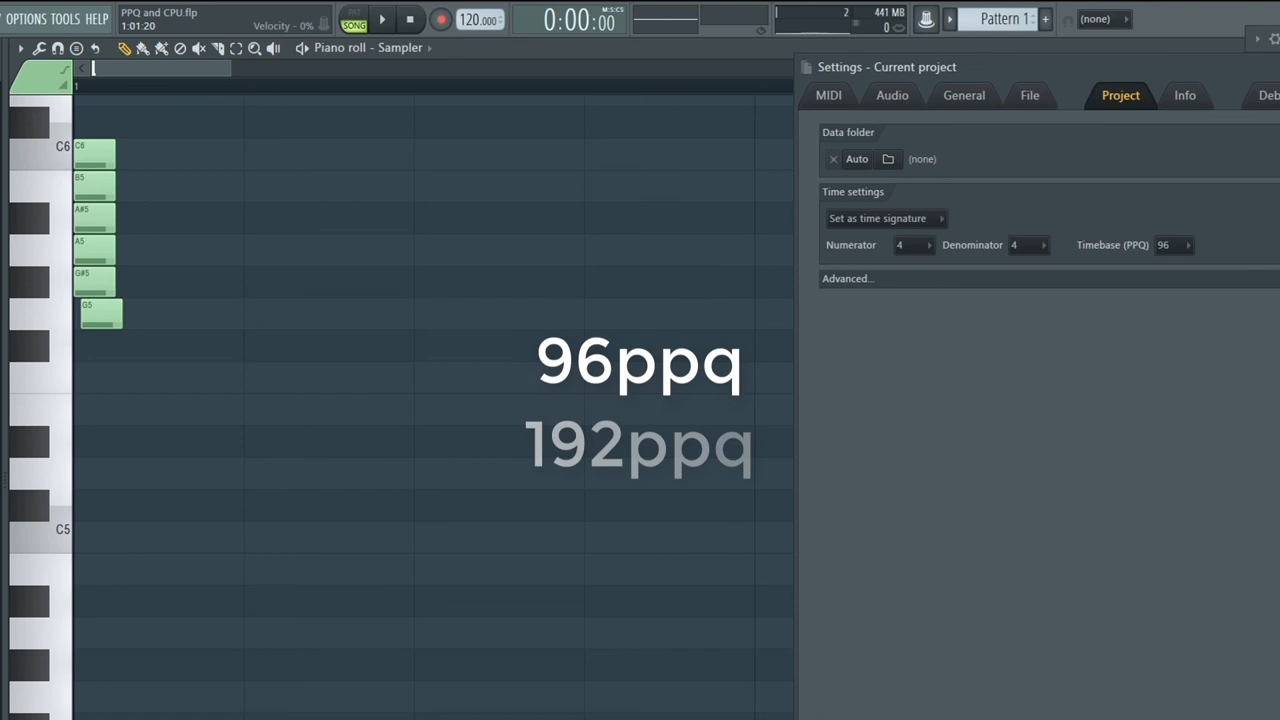 OPTIONS TOOLS HELP
PPQ and CPU.flp
1:01:20
Velocity - 0%
PAT
SONG
120.000
0:00:00
M:S:CS
2
441 MB
0
Pattern 1
+
(none)
Piano roll - Sampler
1
C6
C6
B5
A#5
A5
G#5
G5
C5
96ppq
192ppq
Settings - Current project
MIDI
Audio
General
File
Project
Info
Deb
Data folder
Auto
(none)
Time settings
Set as time signature
Numerator
4
Denominator
4
Timebase (PPQ)
96
Advanced...